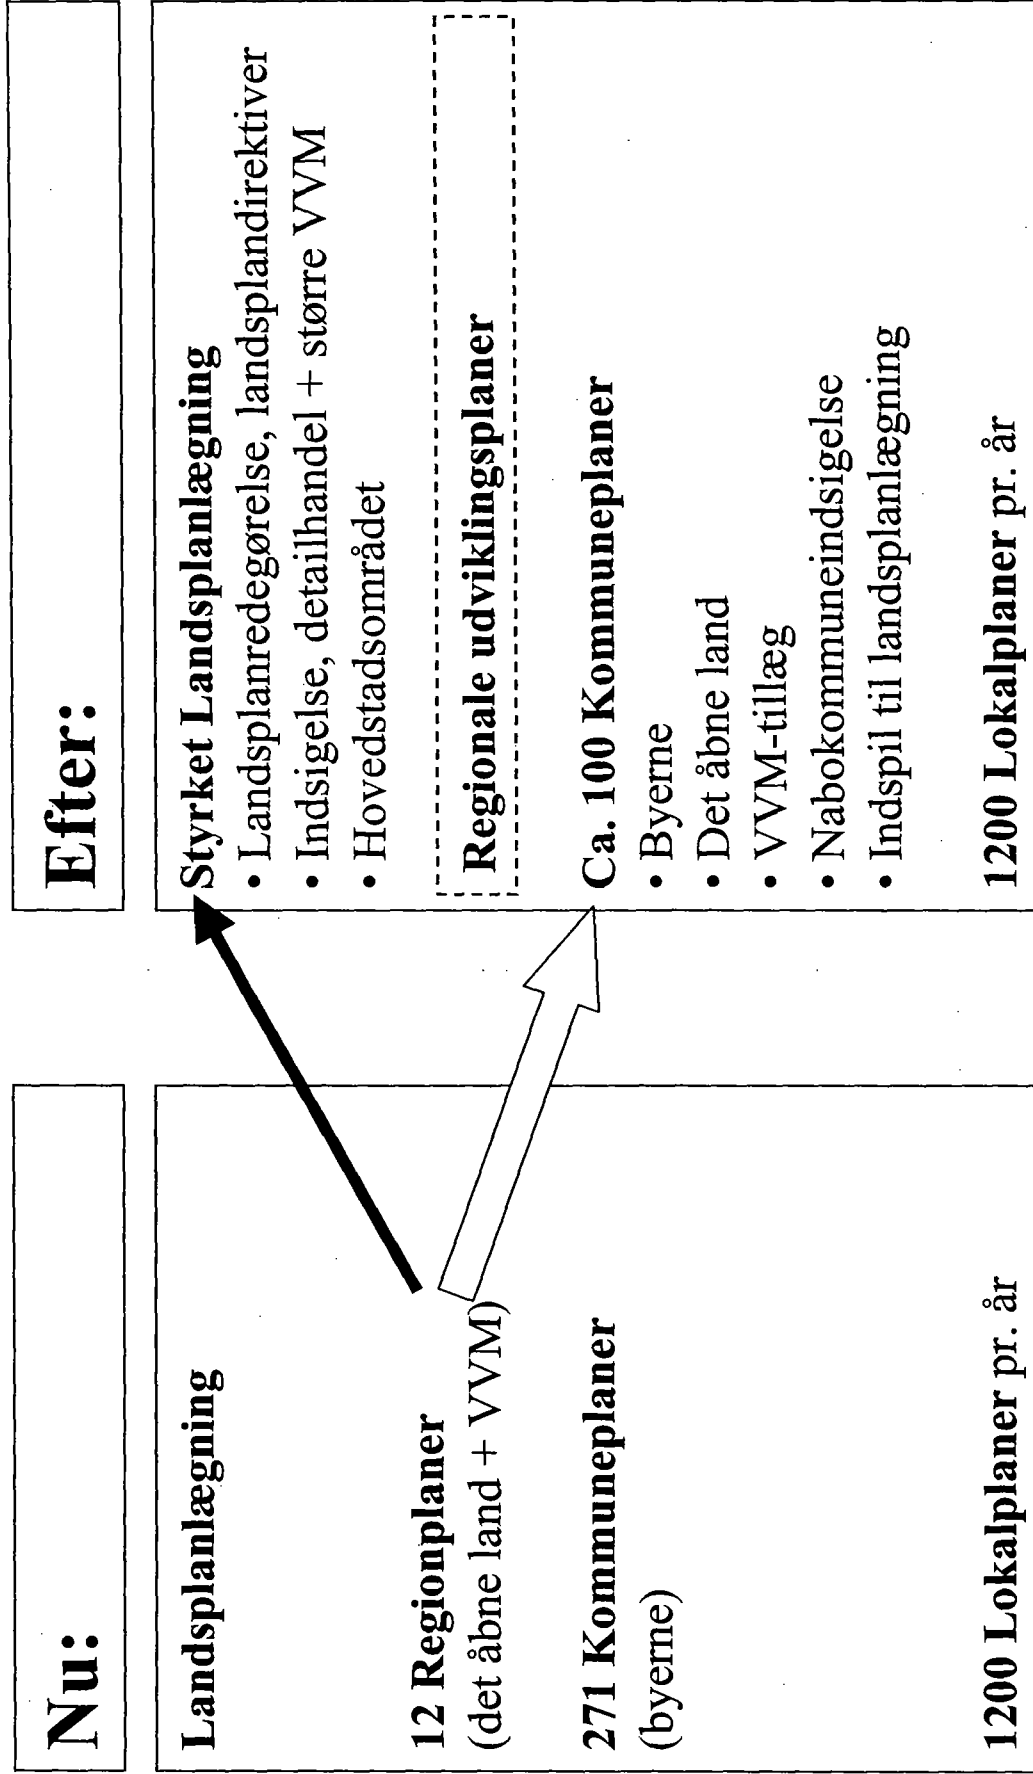 Nu:
Landsplanlægning
12 Regionplaner
(det åbne land + VVM)
271 Kommuneplaner
(byerne)
1200 Lokalplaner pr. år
Efter:
Styrket Landsplanlægning
• Landsplanredegørelse, landsplandirektiver
• Indsigelse, detailhandel + større VVM
• Hovedstadsområdet
Regionale udviklingsplaner
Ca. 100 Kommuneplaner
• Byerne
• Det åbne land
• VVM-tillæg
• Nabokommuneindsigelse
• Indspil til landsplanlægning
1200 Lokalplaner pr. år